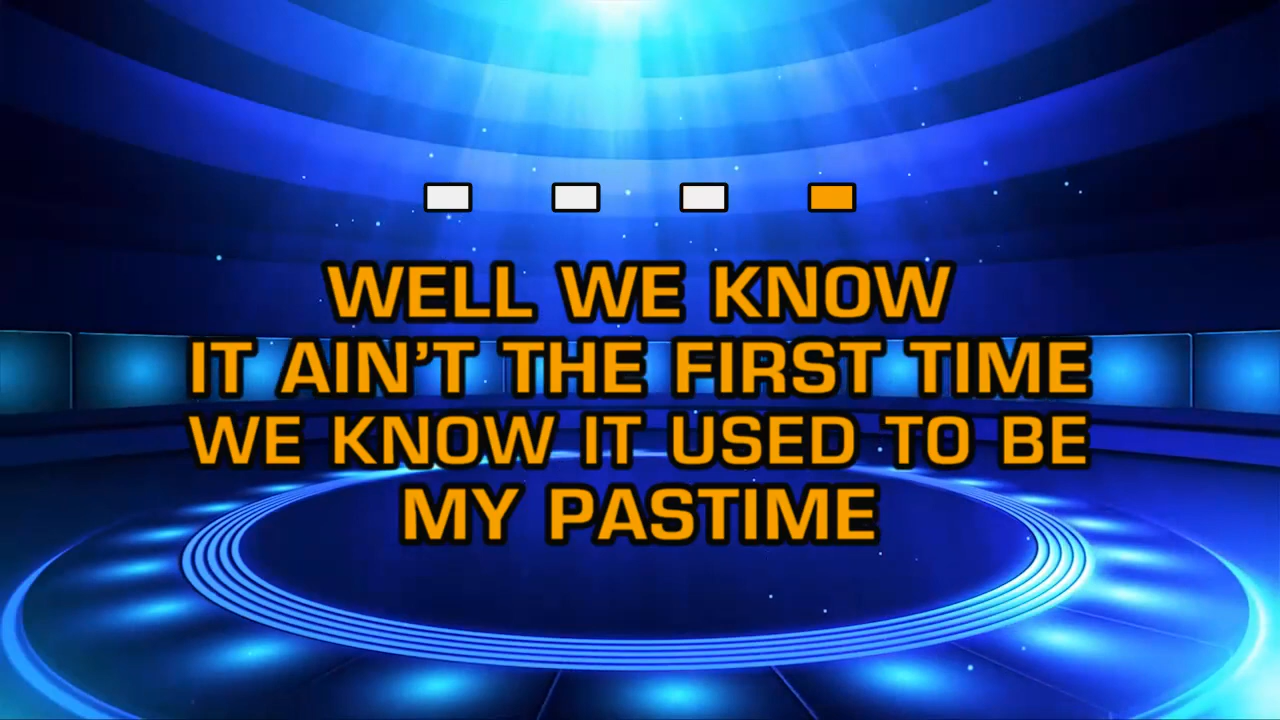 WELL WE KNOW
IT AIN’T THE FIRST TIME
WE KNOW IT USED TO BE
MY PASTIME